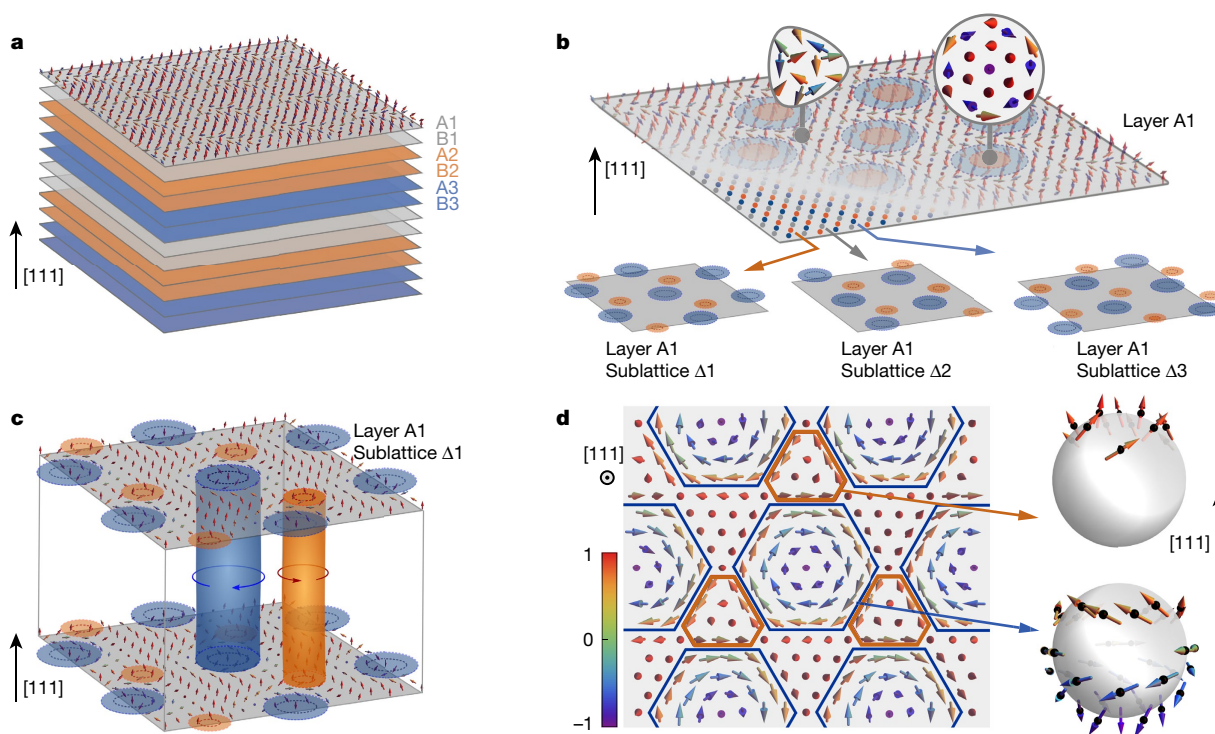 a
A1
B1
A2
B2
A3
B3
[111]
b
Layer A1
[111]
Layer A1
Sublattice Δ1
Layer A1
Sublattice Δ2
Layer A1
Sublattice Δ3
c
Layer A1
Sublattice Δ1
[111]
d
[111]
1
0
−1
[111]